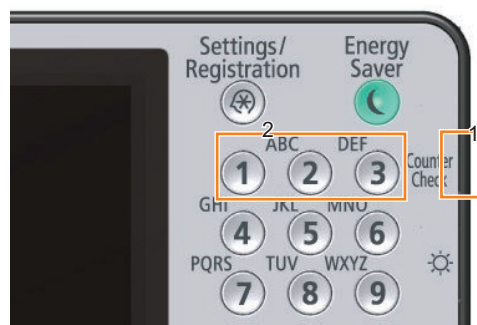 Settings/ Energy
Registration Saver
2
1
ABC DEF
1 2 3 Counter
Check
GHI JKL MNO
4 5 6
PQRS TUV WXYZ
7 8 9